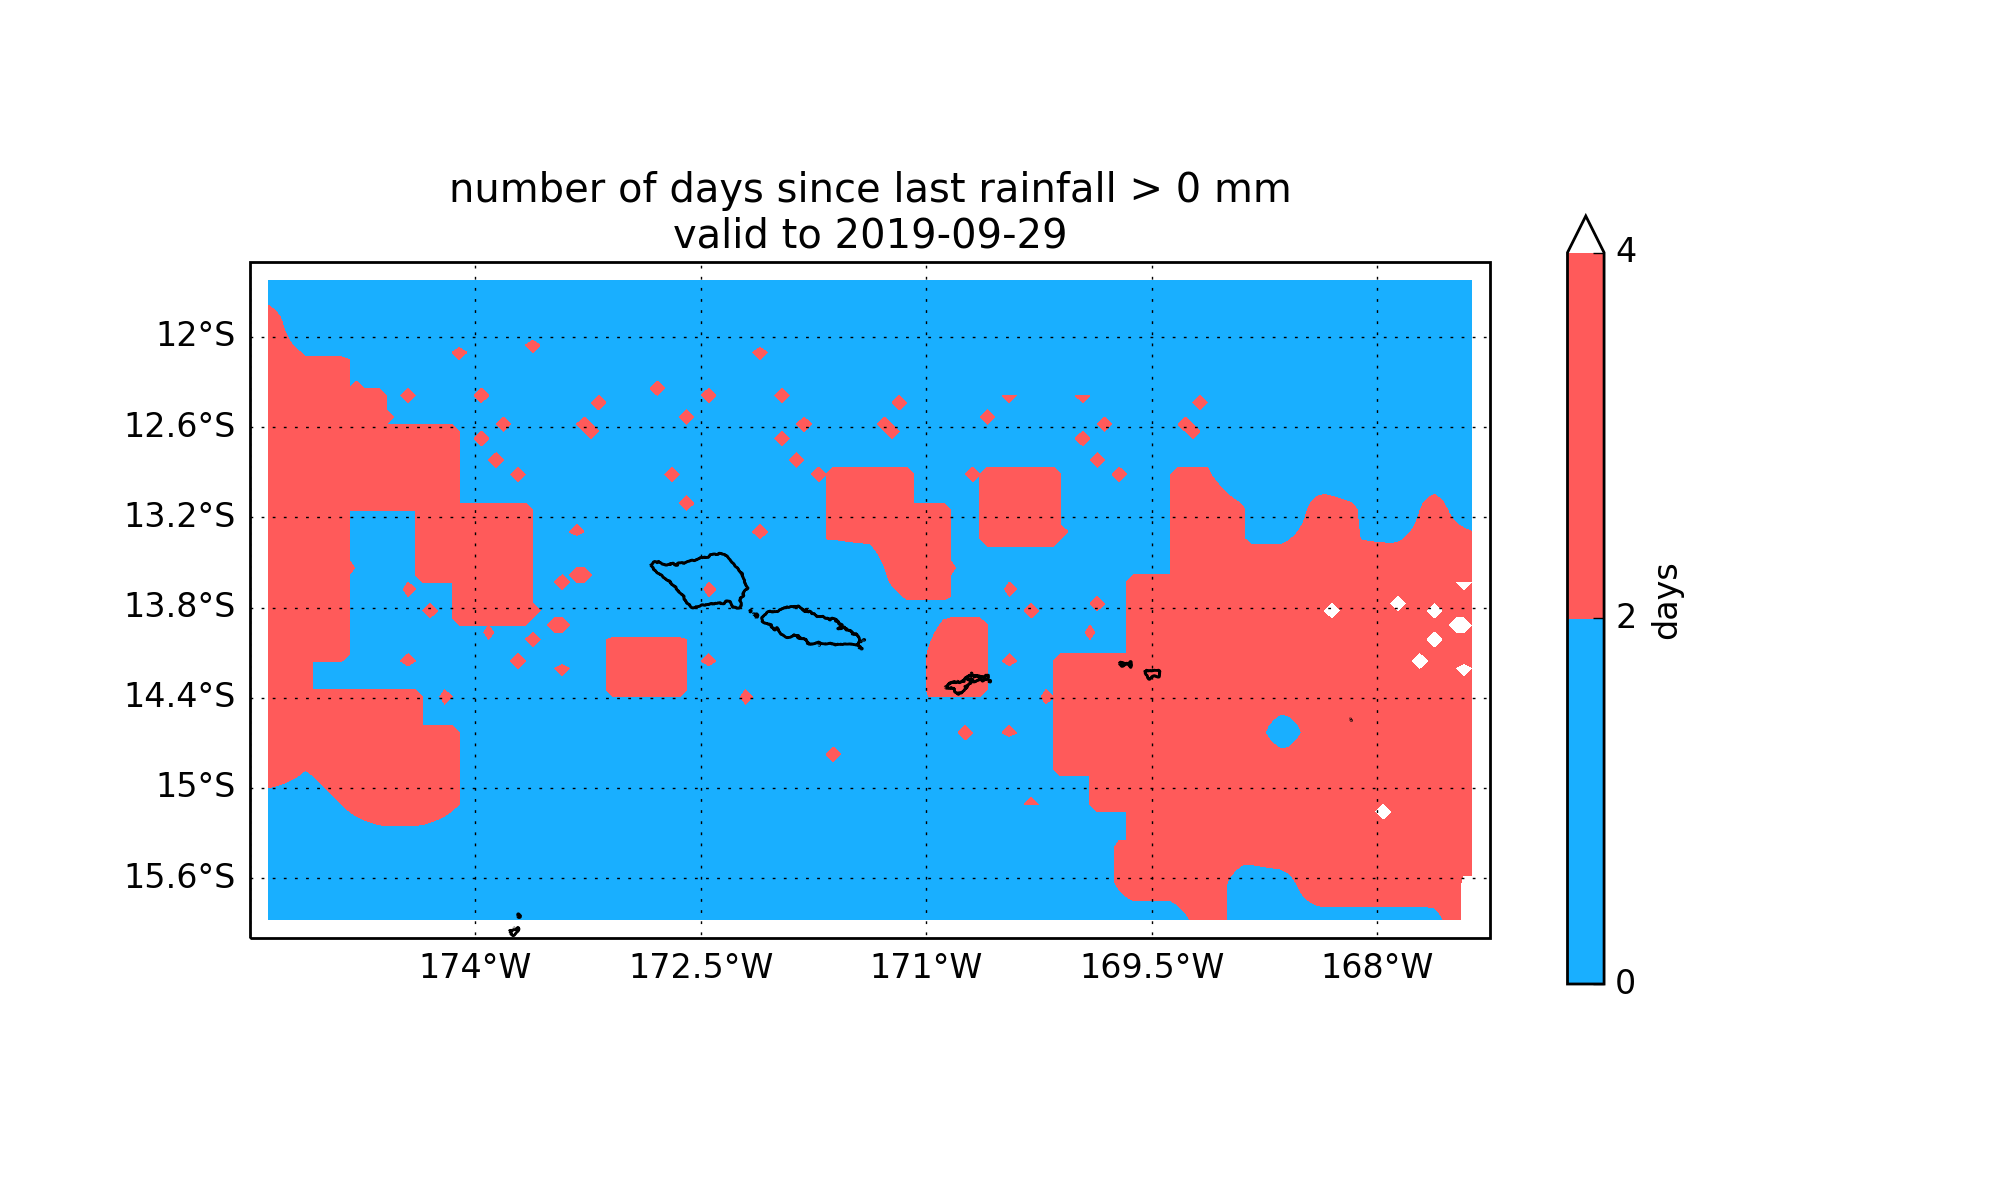 number of days since last rainfall > 0 mm
valid to 2019-09-29
4
12°S
12.6°S
13.2°S
13.8°S
2
days
14.4°S
15°S
15.6°S
174°W 172.5°W 171°W 169.5°W 168°W
0